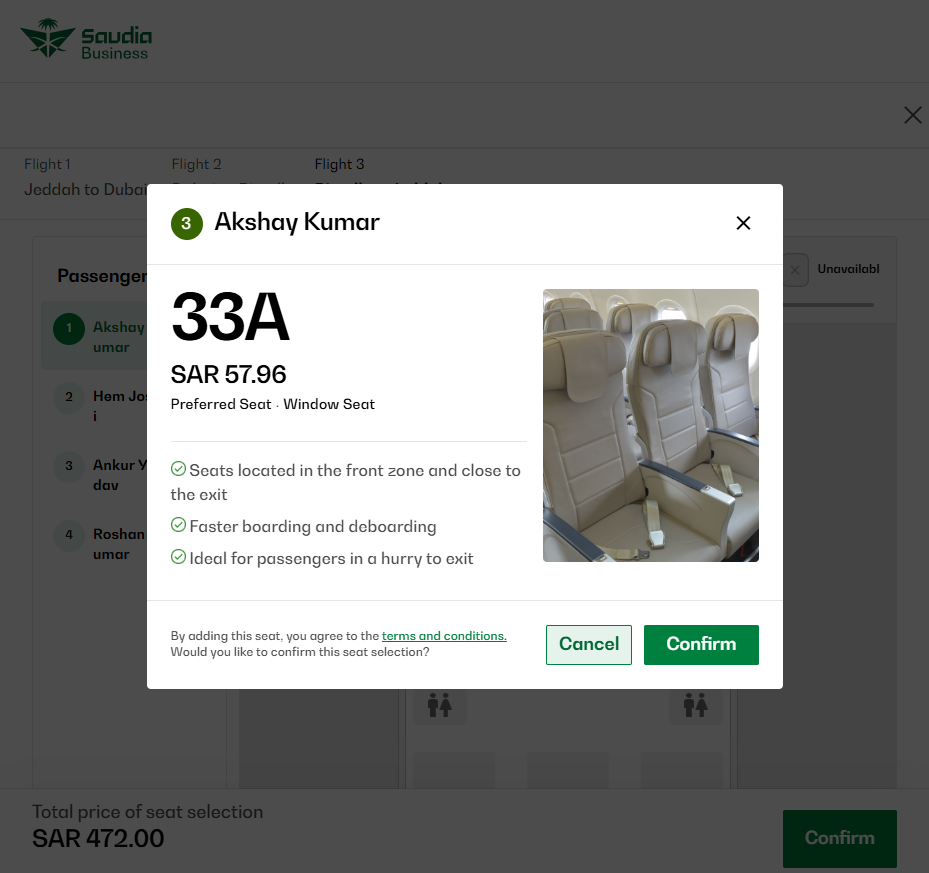 Saudia
Business
Flight 1
Flight 2
Flight 3
Jeddah to Dubai
3
Akshay Kumar
33A
SAR 57.96
Preferred Seat · Window Seat
Seats located in the front zone and close to
the exit
Faster boarding and deboarding
Ideal for passengers in a hurry to exit
By adding this seat, you agree to the terms and conditions.
Would you like to confirm this seat selection?
Cancel
Confirm
Passenger
1
Akshay
umar
2
Hem Jos
i
3
Ankur Y
dav
4
Roshan
umar
Unavailabl
Total price of seat selection
SAR 472.00
Confirm